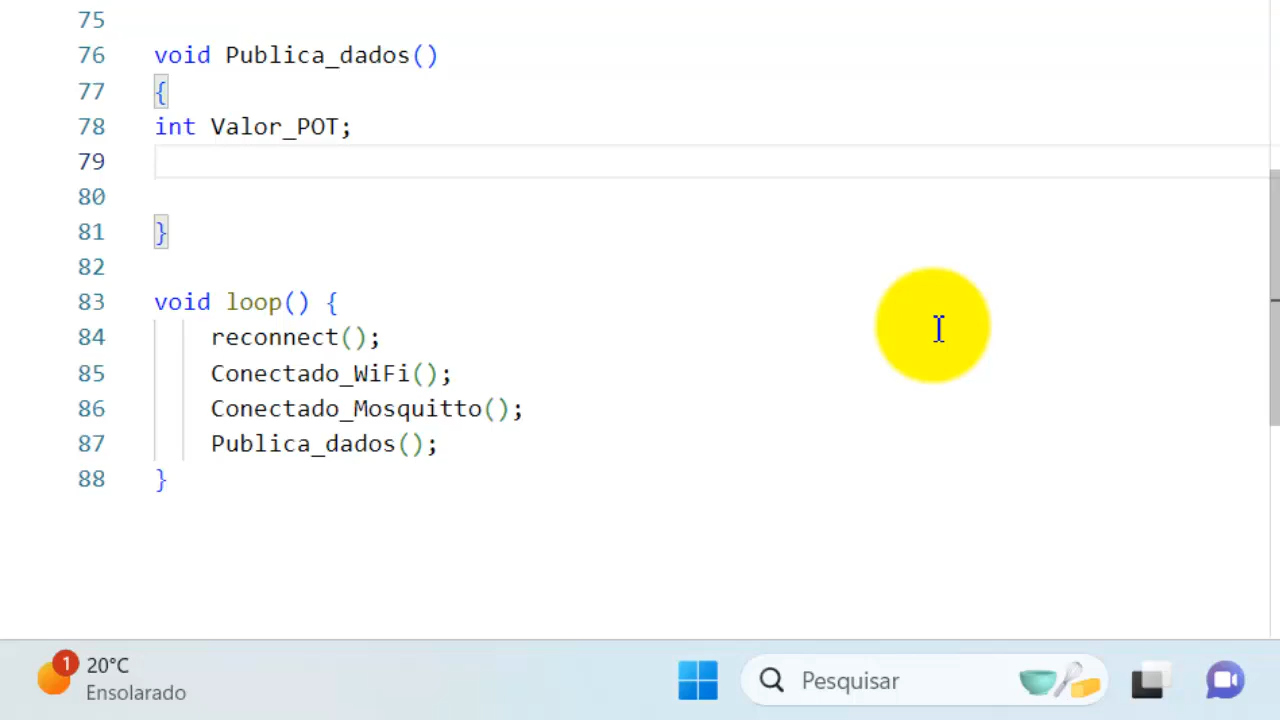 75
76 void Publica_dados()
77 {
78 int Valor_POT;
79
80
81 }
82
83 void loop() {
84 reconnect();
85 Conectado_WiFi();
86 Conectado_Mosquitto();
87 Publica_dados();
88 }
1
20°C
Ensolarado
Pesquisar